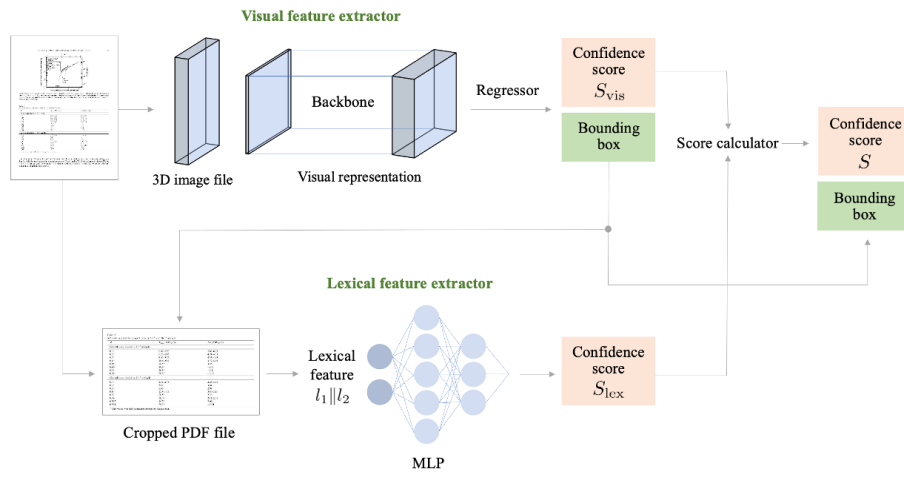 Visual feature extractor
3D image file
Backbone
Visual representation
Regressor
Confidence
score
S_vis
Bounding
box
Score calculator
Confidence
score
S
Bounding
box
Lexical feature extractor
Cropped PDF file
Lexical
feature
l_1||l_2
MLP
Confidence
score
S_lex